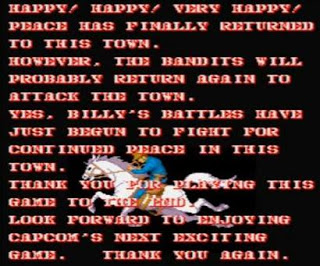 HAPPY! HAPPY! VERY HAPPY!
PEACE HAS FINALLY RETURNED
TO THIS TOWN.
HOWEVER, THE BANDITS WILL
PROBABLY RETURN AGAIN TO
ATTACK THE TOWN.
YES, BILLY'S BATTLES HAVE
JUST BEGUN TO FIGHT FOR
CONTINUED PEACE IN THIS
TOWN.
THANK YOU FOR PLAYING THIS
GAME TO THE END.
LOOK FORWARD TO ENJOYING
CAPCOM'S NEXT EXCITING
GAME. THANK YOU AGAIN.